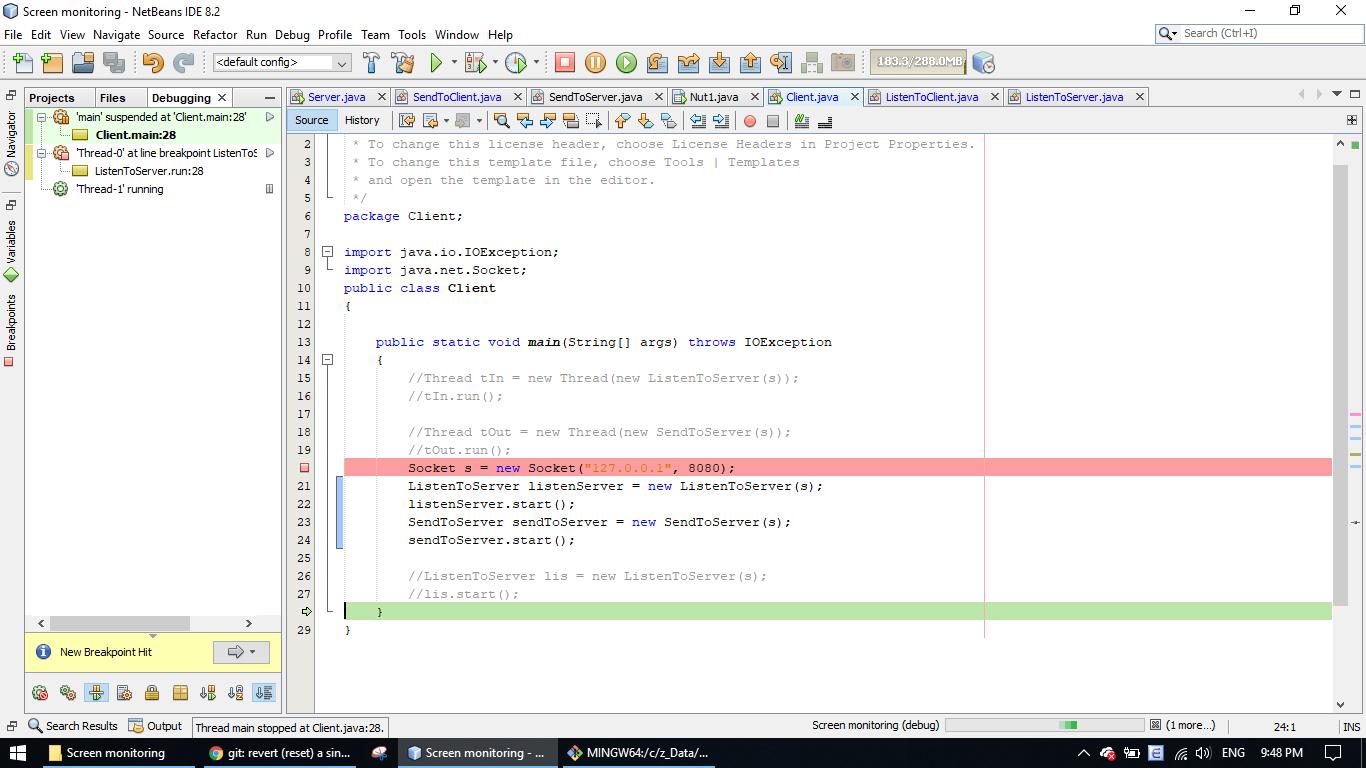 Screen monitoring - NetBeans IDE 8.2
File Edit View Navigate Source Refactor Run Debug Profile Team Tools Window Help
Search (Ctrl+I)
<default config>
183.3/288.0MB
Projects Files Debugging
Server.java SendToClient.java SendToServer.java Nut1.java Client.java ListenToClient.java ListenToServer.java
Source History
Navigator
Variables
Breakpoints
'main' suspended at 'Client.main:28'
Client.main:28
'Thread-0' at line breakpoint ListenToS
ListenToServer.run:28
'Thread-1' running
New Breakpoint Hit
2 * To change this license header, choose License Headers in Project Properties.
3 * To change this template file, choose Tools | Templates
4 * and open the template in the editor.
5 */
6 package Client;
7
8 import java.io.IOException;
9 import java.net.Socket;
10 public class Client
11 {
12
13 public static void main(String[] args) throws IOException
14 {
15 //Thread tIn = new Thread(new ListenToServer(s));
16 //tIn.run();
17
18 //Thread tOut = new Thread(new SendToServer(s));
19 //tOut.run();
Socket s = new Socket("127.0.0.1", 8080);
21 ListenToServer listenServer = new ListenToServer(s);
22 listenServer.start();
23 SendToServer sendToServer = new SendToServer(s);
24 sendToServer.start();
25
26 //ListenToServer lis = new ListenToServer(s);
27 //lis.start();
}
29 }
Search Results Output Thread main stopped at Client.java:28.
Screen monitoring (debug) (1 more...) 24:1 INS
Screen monitoring git: revert (reset) a sin... Screen monitoring - ... MINGW64:/c/z_Data/... ENG 9:48 PM